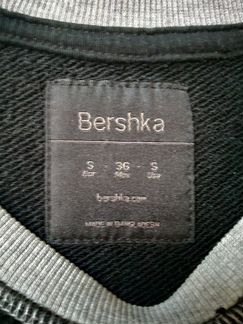 Bershka
S · 36 · S
Eur Mex Usa
bershka.com
MADE IN BANGLADESH